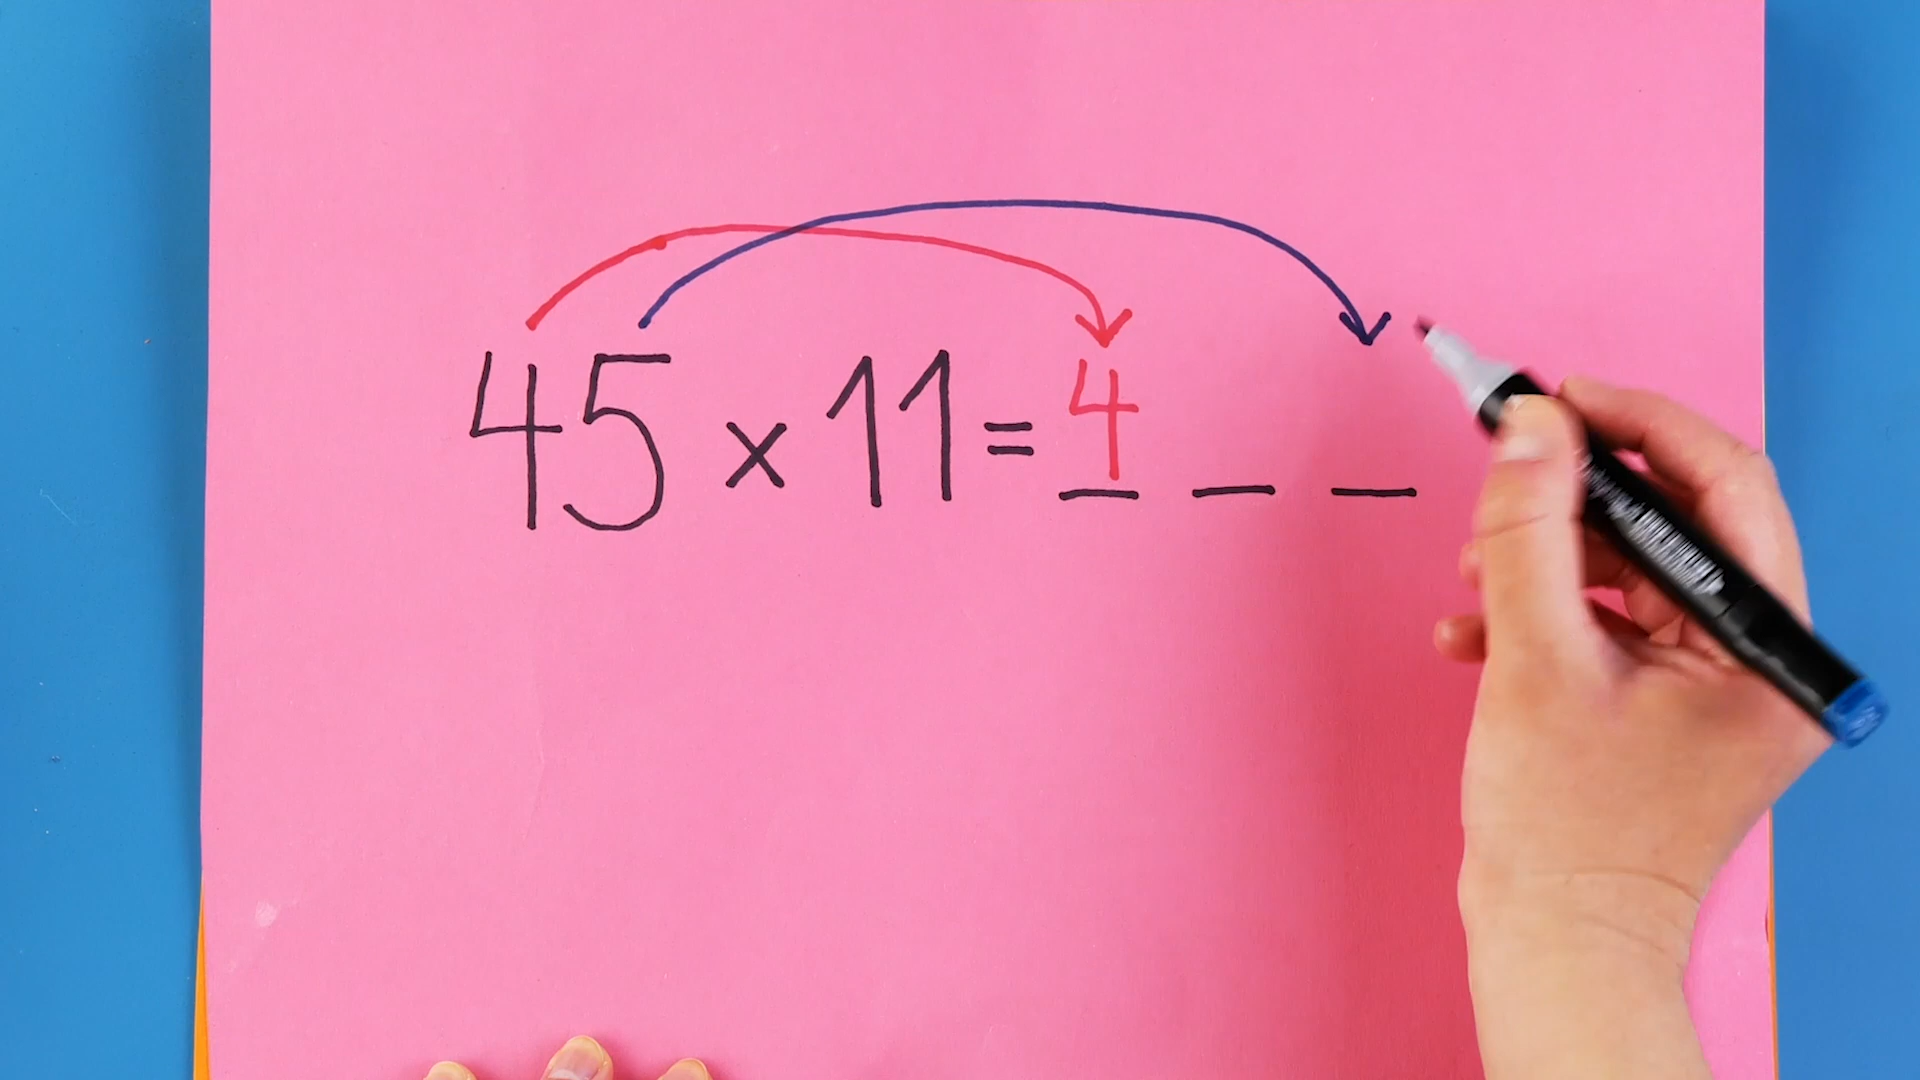 45 × 11 = 4 _ _